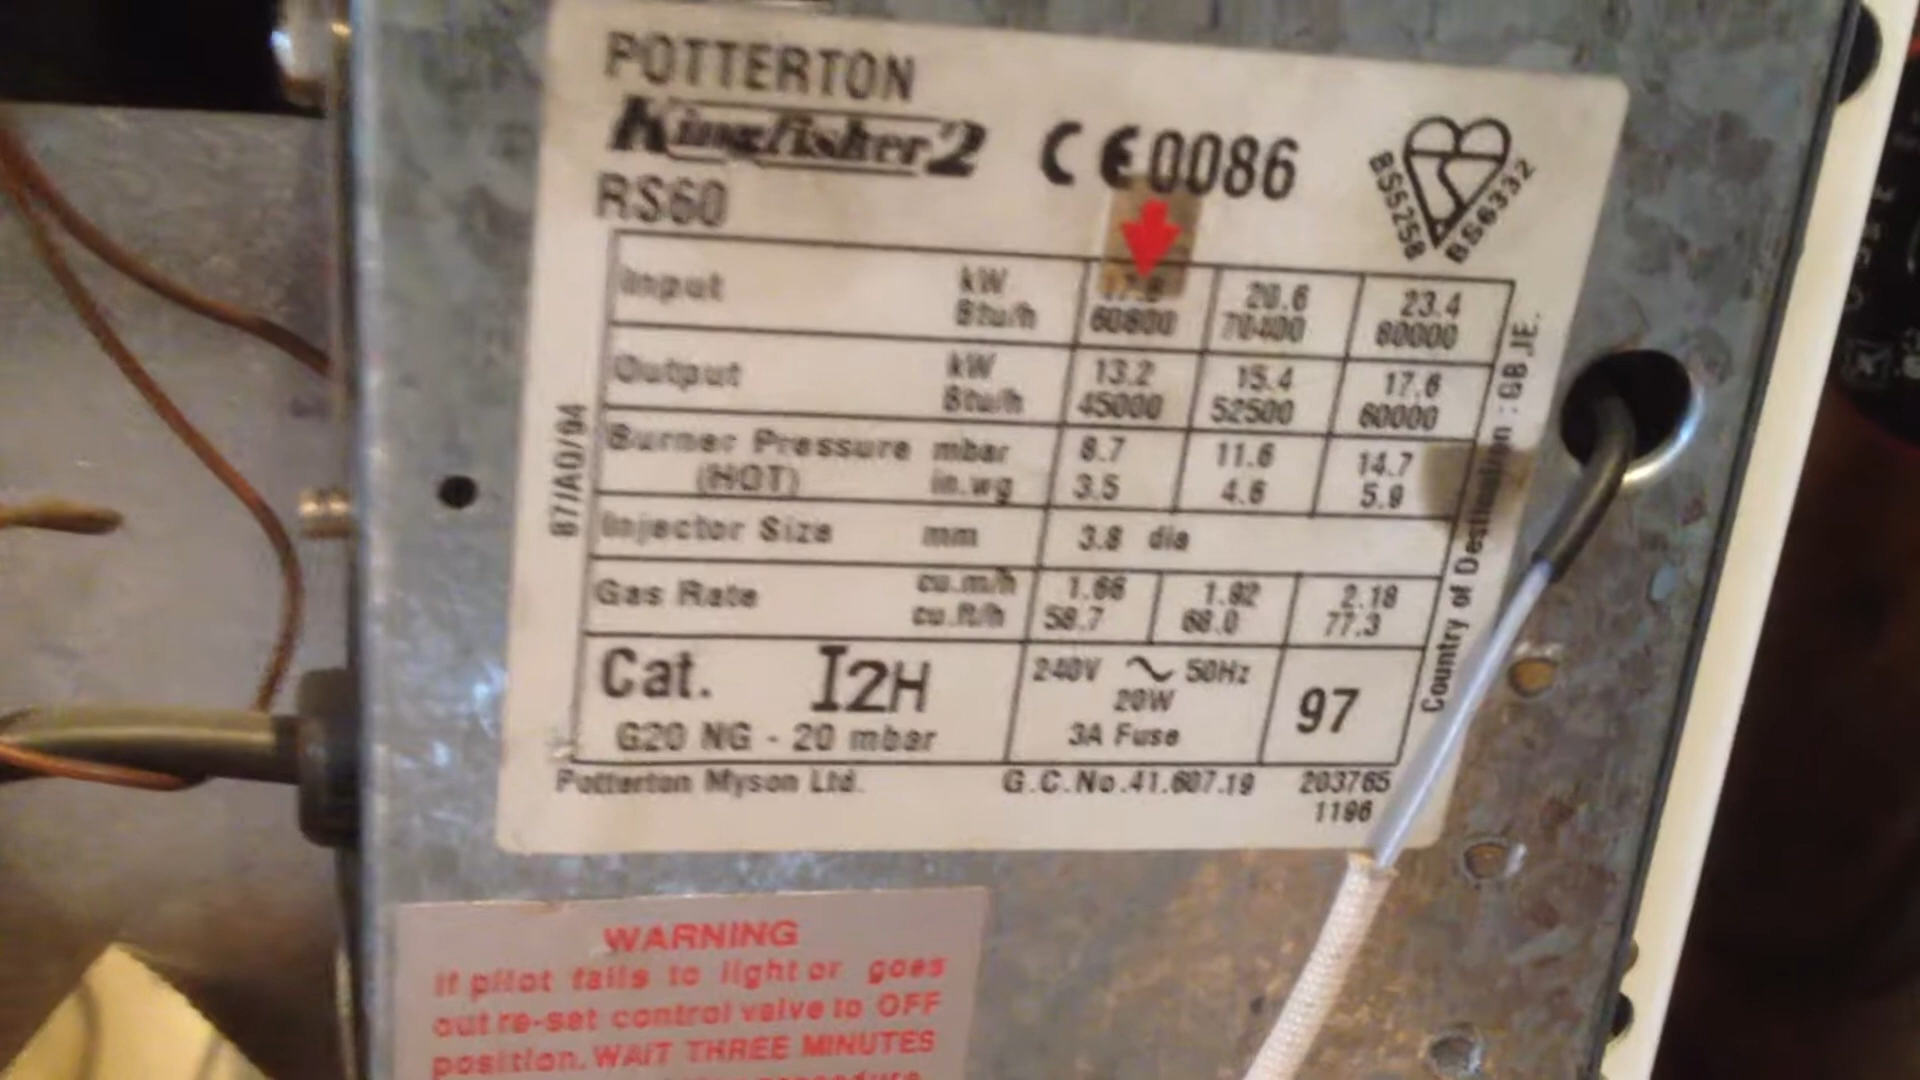 POTTERTON
Kingfisher 2 CE 0086
RS60
BS5258 BS6332
Input kW 17.8 20.6 23.4
Btu/h 60800 70400 80000
Output kW 13.2 15.4 17.6
Btu/h 45000 52500 60000
Burner Pressure mbar 8.7 11.6 14.7
(HOT) in.wg 3.5 4.6 5.9
Injector Size mm 3.8 dia
Gas Rate cu.m/h 1.66 1.92 2.18
cu.ft/h 58.7 68.0 77.3
Cat. I2H 240V ~ 50Hz
20W 97
G20 NG - 20 mbar 3A Fuse
Potterton Myson Ltd. G.C.No.41.607.19 203765
1196
87/AQ/94
Country of Destination : GB,IE.
WARNING
If pilot fails to light or goes
out re-set control valve to OFF
position. WAIT THREE MINUTES
procedure